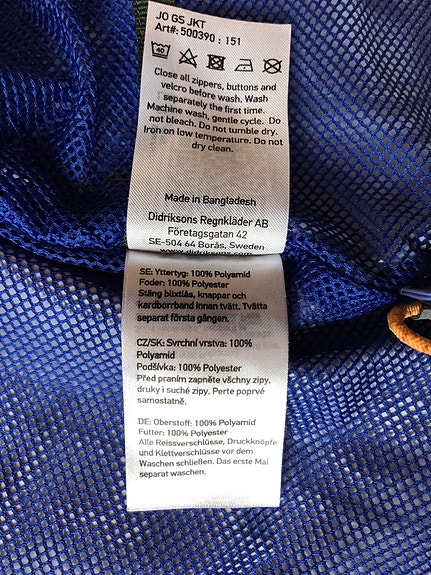 JO GS JKT
Art#: 500390 : 151
40
Close all zippers, buttons and
velcro before wash. Wash
separately the first time.
Machine wash, gentle cycle. Do
not bleach. Do not tumble dry.
Iron on low temperature. Do not
dry clean.
Made in Bangladesh
Didriksons Regnkläder AB
Företagsgatan 42
SE-504 64 Borås, Sweden
www.didriksons.com
SE: Yttertyg: 100% Polyamid
Foder: 100% Polyester
Stäng blixtlås, knappar och
kardborrband innan tvätt. Tvätta
separat första gången.
CZ/SK: Svrchní vrstva: 100%
Polyamid
Podšívka: 100% Polyester
Před praním zapněte všchny zipy,
druky i suché zipy. Perte poprvé
samostatně.
DE: Oberstoff: 100% Polyamid
Futter: 100% Polyester
Alle Reissverschlüsse, Druckknöpfe
und Klettverschlüsse vor dem
Waschen schließen. Das erste Mal
separat waschen.